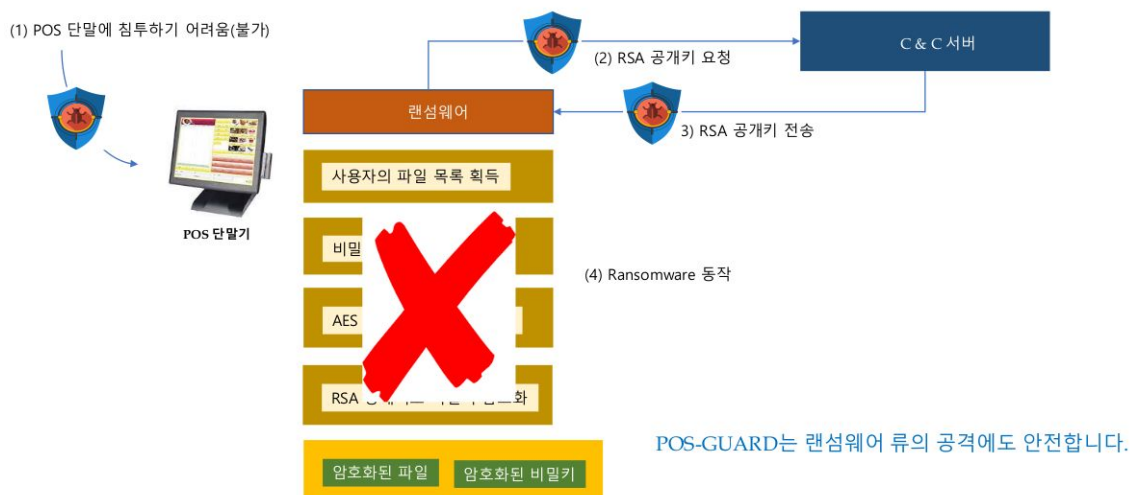 (1) POS 단말에 침투하기 어려움(불가)
C & C 서버
(2) RSA 공개키 요청
랜섬웨어
3) RSA 공개키 전송
사용자의 파일 목록 획득
POS 단말기
비밀
(4) Ransomware 동작
AES
RSA
POS-GUARD는 랜섬웨어 류의 공격에도 안전합니다.
암호화된 파일 암호화된 비밀키